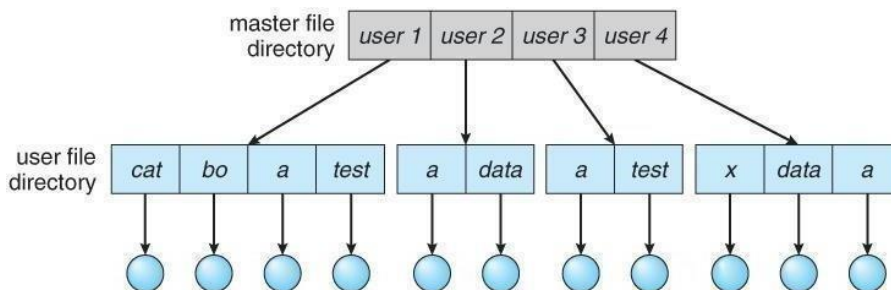 master file
directory
user 1 user 2 user 3 user 4
user file
directory
cat bo a test a data a test x data a